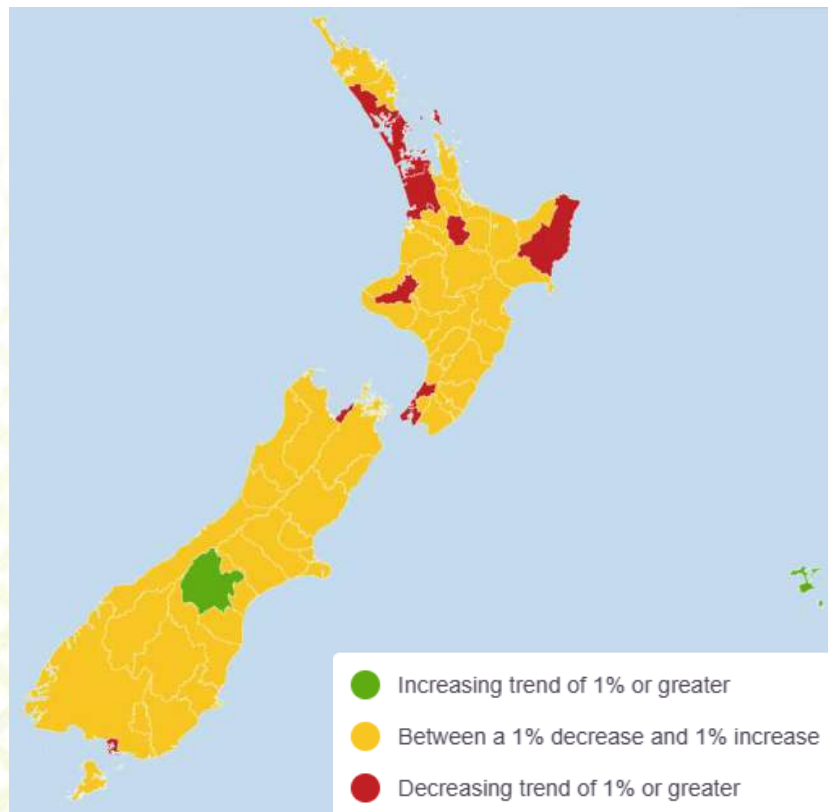 Increasing trend of 1% or greater
Between a 1% decrease and 1% increase
Decreasing trend of 1% or greater